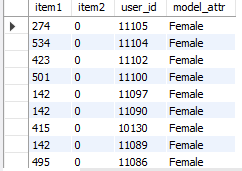 item1 item2 user_id model_attr
274 0 11105 Female
534 0 11104 Female
423 0 11102 Female
501 0 11100 Female
142 0 11097 Female
142 0 11090 Female
415 0 10130 Female
142 0 11089 Female
495 0 11086 Female